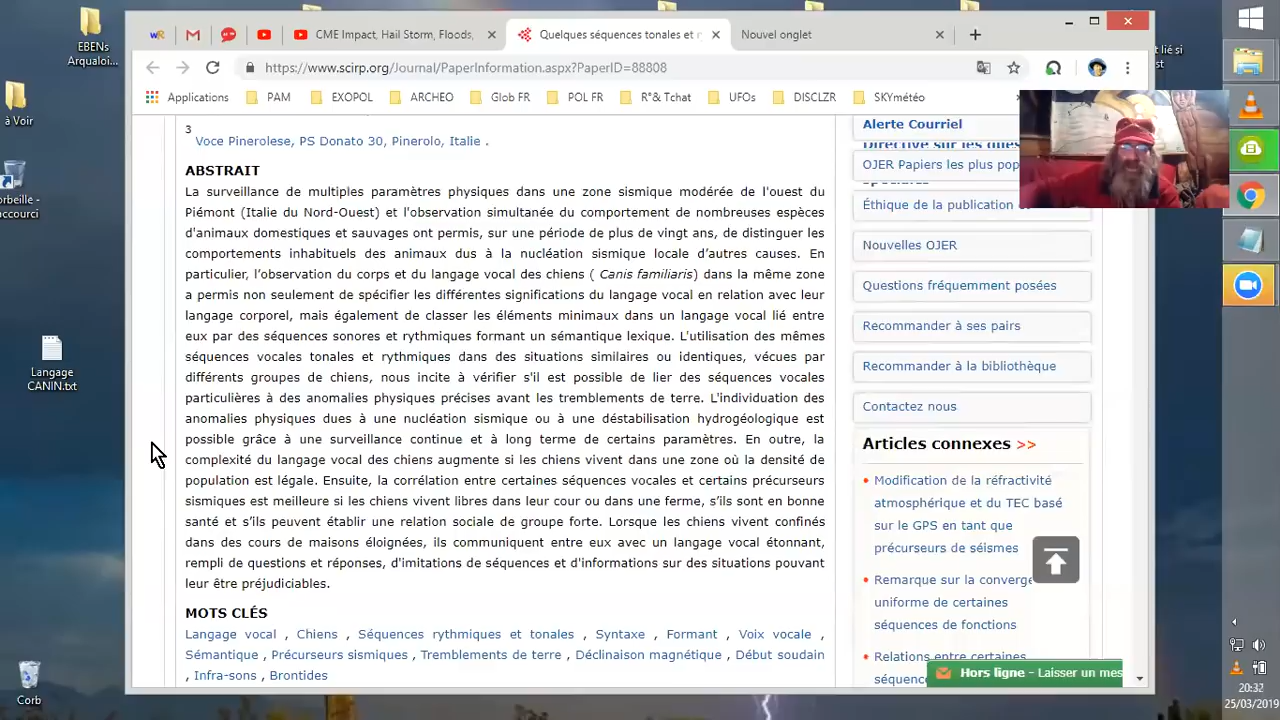 EBENs
Arqualoi...
à Voir
orbeille -
accourci
Langage
CANIN.txt
Corb
CME Impact, Hail Storm, Floods,
Quelques séquences tonales et r
Nouvel onglet
https://www.scirp.org/Journal/PaperInformation.aspx?PaperID=88808
Applications
PAM
EXOPOL
ARCHEO
Glob FR
POL FR
R°& Tchat
UFOs
DISCLZR
SKYmétéo
3
Voce Pinerolese, PS Donato 30, Pinerolo, Italie .
ABSTRAIT
La surveillance de multiples paramètres physiques dans une zone sismique modérée de l'ouest du
Piémont (Italie du Nord-Ouest) et l'observation simultanée du comportement de nombreuses espèces
d'animaux domestiques et sauvages ont permis, sur une période de plus de vingt ans, de distinguer les
comportements inhabituels des animaux dus à la nucléation sismique locale d’autres causes. En
particulier, l’observation du corps et du langage vocal des chiens ( Canis familiaris) dans la même zone
a permis non seulement de spécifier les différentes significations du langage vocal en relation avec leur
langage corporel, mais également de classer les éléments minimaux dans un langage vocal lié entre
eux par des séquences sonores et rythmiques formant un sémantique lexique. L'utilisation des mêmes
séquences vocales tonales et rythmiques dans des situations similaires ou identiques, vécues par
différents groupes de chiens, nous incite à vérifier s'il est possible de lier des séquences vocales
particulières à des anomalies physiques précises avant les tremblements de terre. L'individuation des
anomalies physiques dues à une nucléation sismique ou à une déstabilisation hydrogéologique est
possible grâce à une surveillance continue et à long terme de certains paramètres. En outre, la
complexité du langage vocal des chiens augmente si les chiens vivent dans une zone où la densité de
population est légale. Ensuite, la corrélation entre certaines séquences vocales et certains précurseurs
sismiques est meilleure si les chiens vivent libres dans leur cour ou dans une ferme, s’ils sont en bonne
santé et s’ils peuvent établir une relation sociale de groupe forte. Lorsque les chiens vivent confinés
dans des cours de maisons éloignées, ils communiquent entre eux avec un langage vocal étonnant,
rempli de questions et réponses, d'imitations de séquences et d'informations sur des situations pouvant
leur être préjudiciables.
MOTS CLÉS
Langage vocal , Chiens , Séquences rythmiques et tonales , Syntaxe , Formant , Voix vocale ,
Sémantique , Précurseurs sismiques , Tremblements de terre , Déclinaison magnétique , Début soudain
, Infra-sons , Brontides
Alerte Courriel
Directive sur les ques
OJER Papiers les plus pop
Éthique de la publication
Nouvelles OJER
Questions fréquemment posées
Recommander à ses pairs
Recommander à la bibliothèque
Contactez nous
Articles connexes >>
Modification de la réfractivité
atmosphérique et du TEC basé
sur le GPS en tant que
précurseurs de séismes
Remarque sur la converge
uniforme de certaines
séquences de fonctions
Relations entre certaines
séquence
Hors ligne - Laisser un mes
lié si
st
20:32
25/03/2019